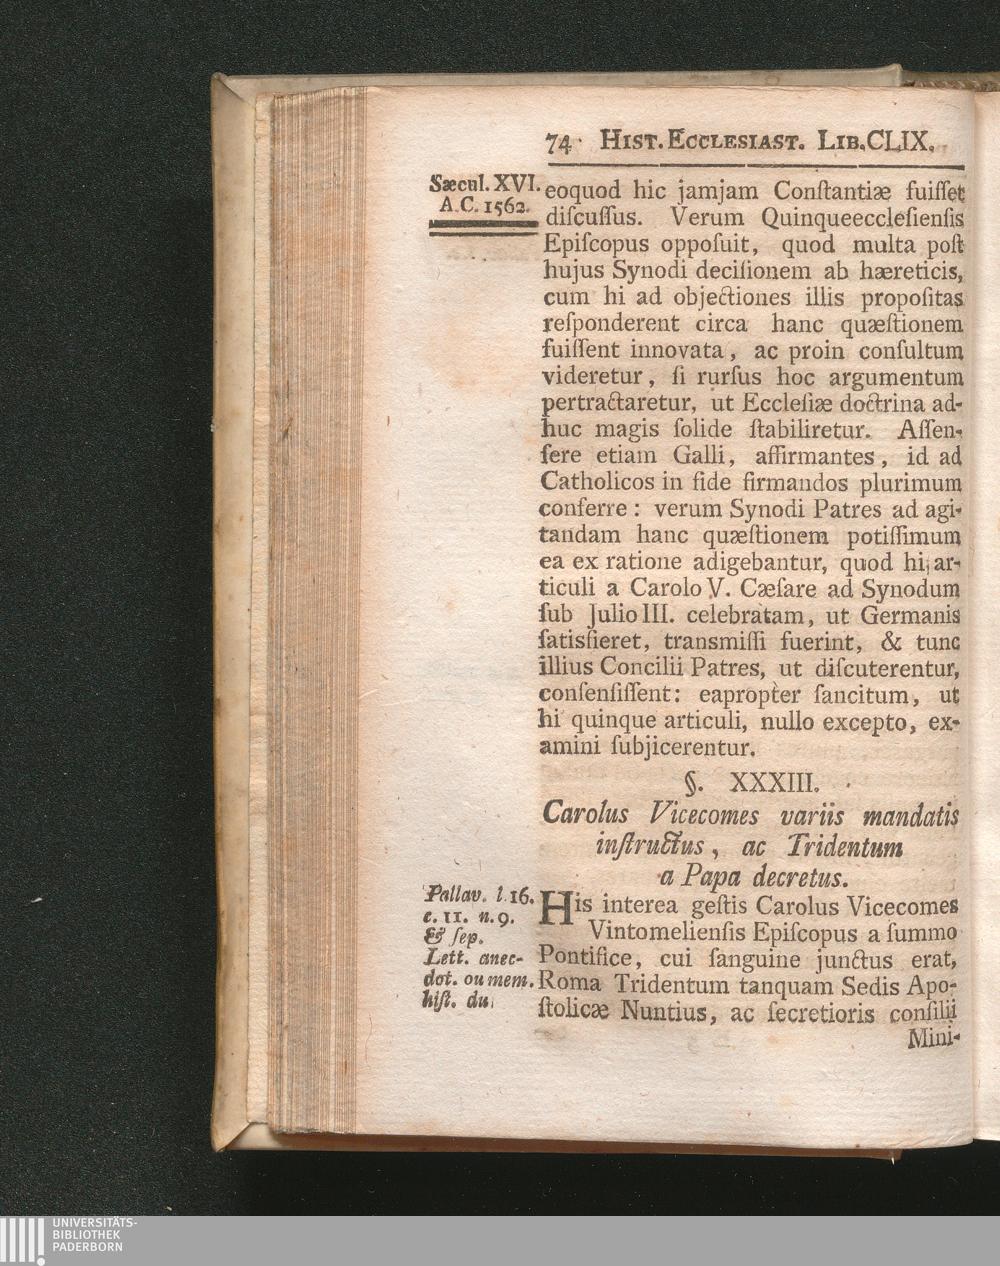 74 HIST. ECCLESIAST. LIB. CLIX.
Sæcul. XVI.
A.C. 1562.
eoquod hic jamjam Conſtantiæ fuiſſet
diſcuſſus. Verum Quinqueeccleſienſis
Epiſcopus oppoſuit, quod multa poſt
hujus Synodi deciſionem ab hæreticis,
cum hi ad objectiones illis propoſitas
reſponderent circa hanc quæſtionem
fuiſſent innovata, ac proin conſultum
videretur, ſi rurſus hoc argumentum
pertractaretur, ut Eccleſiæ doctrina ad-
huc magis ſolide ſtabiliretur. Aſſen-
ſere etiam Galli, affirmantes, id ad
Catholicos in fide firmandos plurimum
conferre: verum Synodi Patres ad agi-
tandam hanc quæſtionem potiſſimum
ea ex ratione adigebantur, quod hi ar-
ticuli a Carolo V. Cæſare ad Synodum
ſub Julio III. celebratam, ut Germanis
ſatisfieret, transmiſſi fuerint, & tunc
illius Concilii Patres, ut diſcuterentur,
conſenſiſſent: eapropter ſancitum, ut
hi quinque articuli, nullo excepto, ex-
amini ſubjicerentur.
§. XXXIII.
Carolus Vicecomes variis mandatis
inſtructus, ac Tridentum
a Papa decretus.
Pallav. l. 16.
c. 11. n. 9.
& ſep.
Lett. anec-
dot. ou mem.
hiſt. du
His interea geſtis Carolus Vicecomes
Vintomelienſis Epiſcopus a ſummo
Pontifice, cui ſanguine junctus erat,
Roma Tridentum tanquam Sedis Apo-
ſtolicæ Nuntius, ac ſecretioris conſilii
Mini-
UNIVERSITÄTS-
BIBLIOTHEK
PADERBORN